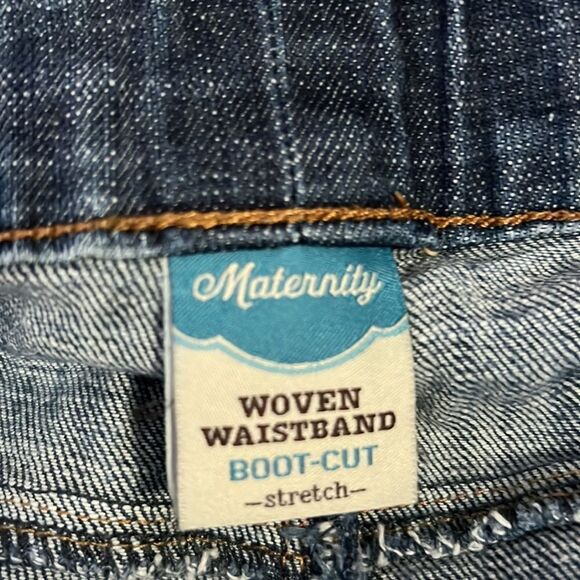 Maternity
WOVEN
WAISTBAND
BOOT-CUT
—stretch—